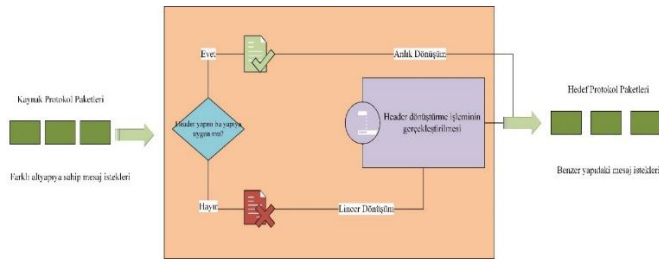 Evet
Anlık Dönüşüm
Kaynak Protokol Paketleri
Hedef Protokol Paketleri
Header yapısı bu yapıya
uygun mu?
Header dönüştürme işleminin
gerçekleştirilmesi
Farklı altyapıya sahip mesaj istekleri
Benzer yapıdaki mesaj istekleri
Hayır
Lineer Dönüşüm